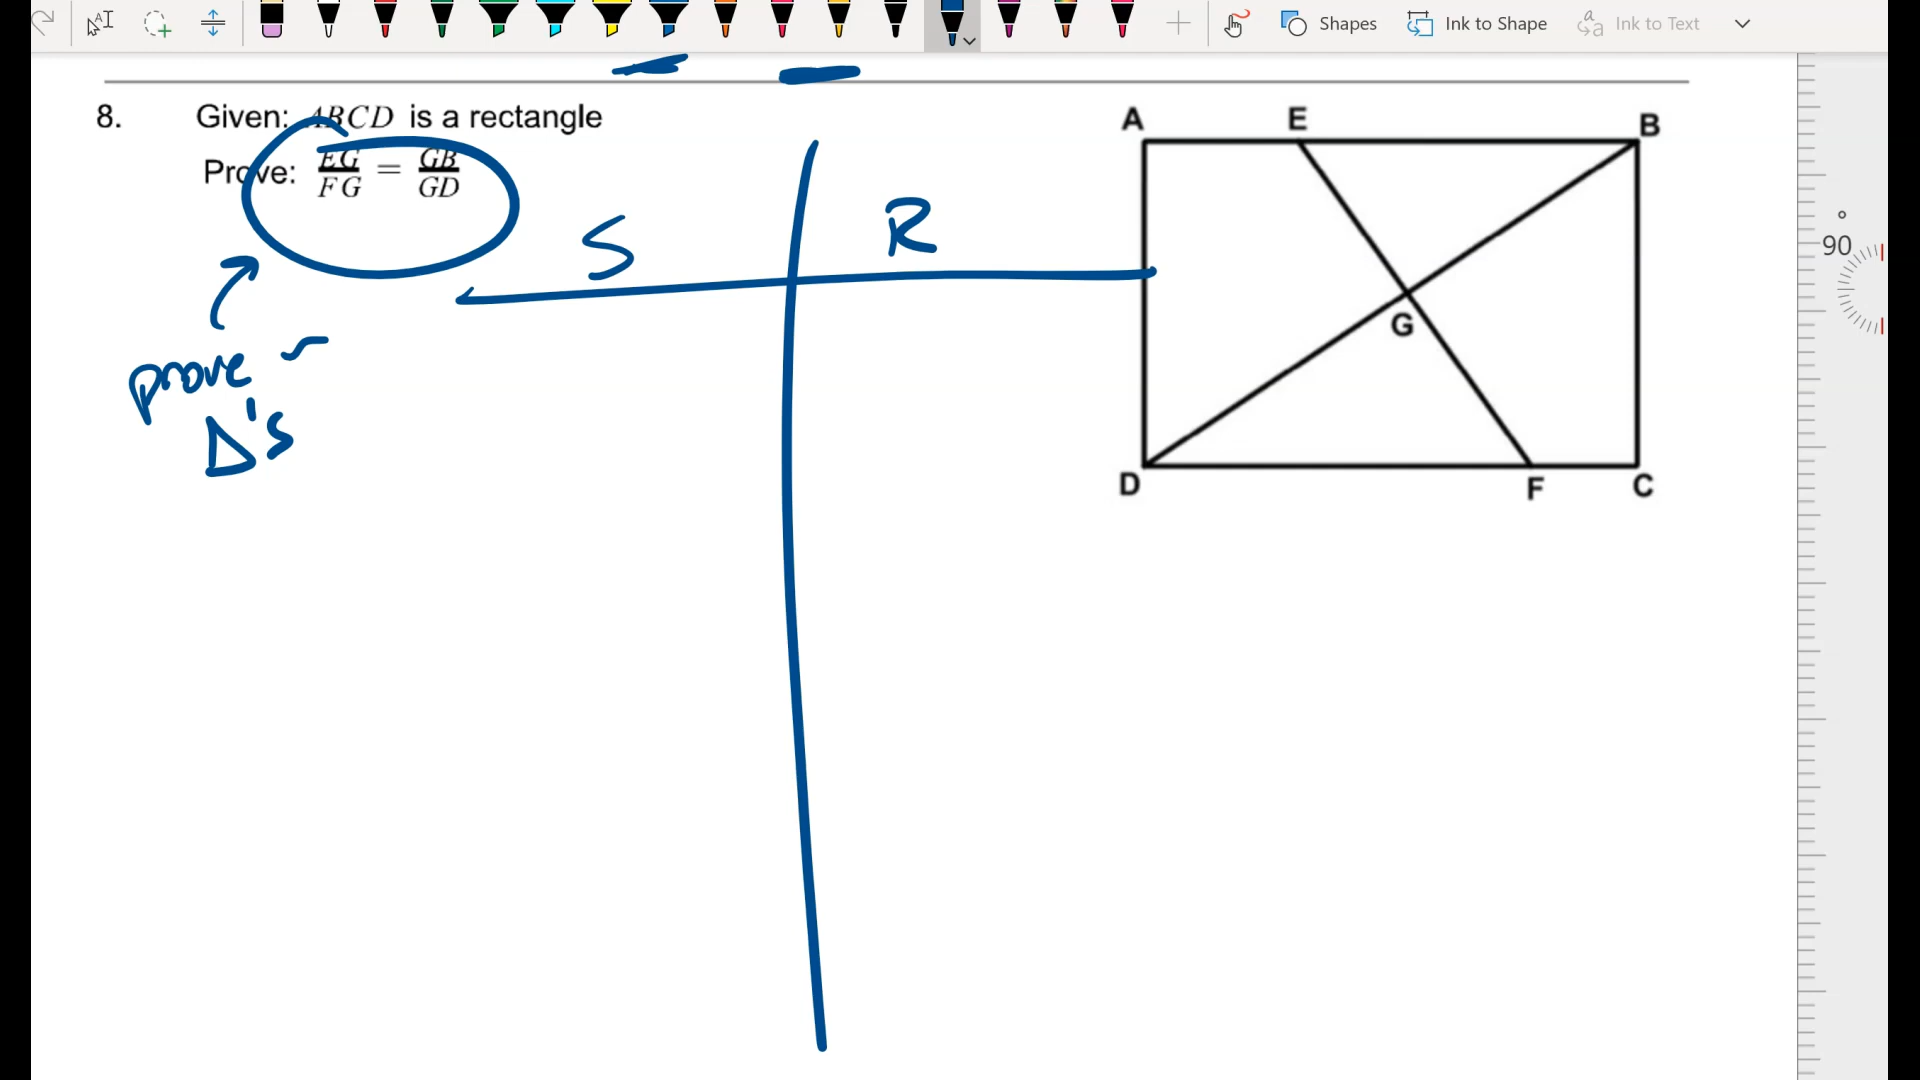 Shapes Ink to Shape Ink to Text
8. Given: ABCD is a rectangle
Prove: EG/FG = GB/GD
S R
prove ~
Δ's
A E B
G
D F C
90°